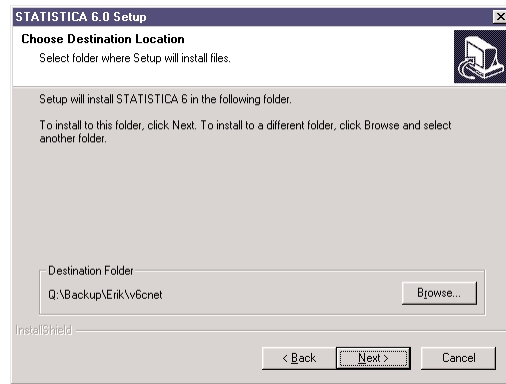 STATISTICA 6.0 Setup
Choose Destination Location
Select folder where Setup will install files.
Setup will install STATISTICA 6 in the following folder.
To install to this folder, click Next. To install to a different folder, click Browse and select
another folder.
Destination Folder
Q:\Backup\Erik\v6cnet
Browse...
InstallShield
< Back
Next >
Cancel